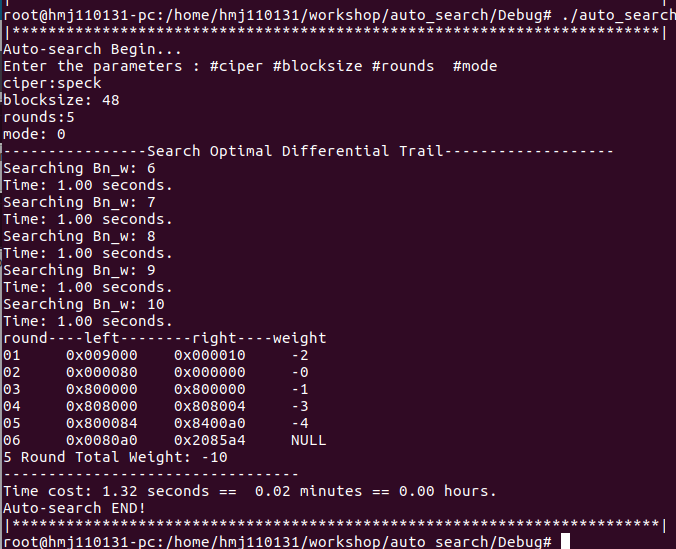 root@hmj110131-pc:/home/hmj110131/workshop/auto_search/Debug# ./auto_search
|*****************************************************************************|
Auto-search Begin...
Enter the parameters : #ciper #blocksize #rounds  #mode
ciper:speck
blocksize: 48
rounds:5
mode: 0
-----------------Search Optimal Differential Trail--------------------
Searching Bn_w: 6
Time: 1.00 seconds.
Searching Bn_w: 7
Time: 1.00 seconds.
Searching Bn_w: 8
Time: 1.00 seconds.
Searching Bn_w: 9
Time: 1.00 seconds.
Searching Bn_w: 10
Time: 1.00 seconds.
round----left--------right----weight
01     0x009000    0x000010     -2
02     0x000080    0x000000     -0
03     0x800000    0x800000     -1
04     0x808000    0x808004     -3
05     0x800084    0x8400a0     -4
06     0x0080a0    0x2085a4     NULL
5 Round Total Weight: -10
-----------------------------------
Time cost: 1.32 seconds ==  0.02 minutes == 0.00 hours.
Auto-search END!
|*****************************************************************************|
root@hmj110131-pc:/home/hmj110131/workshop/auto_search/Debug#